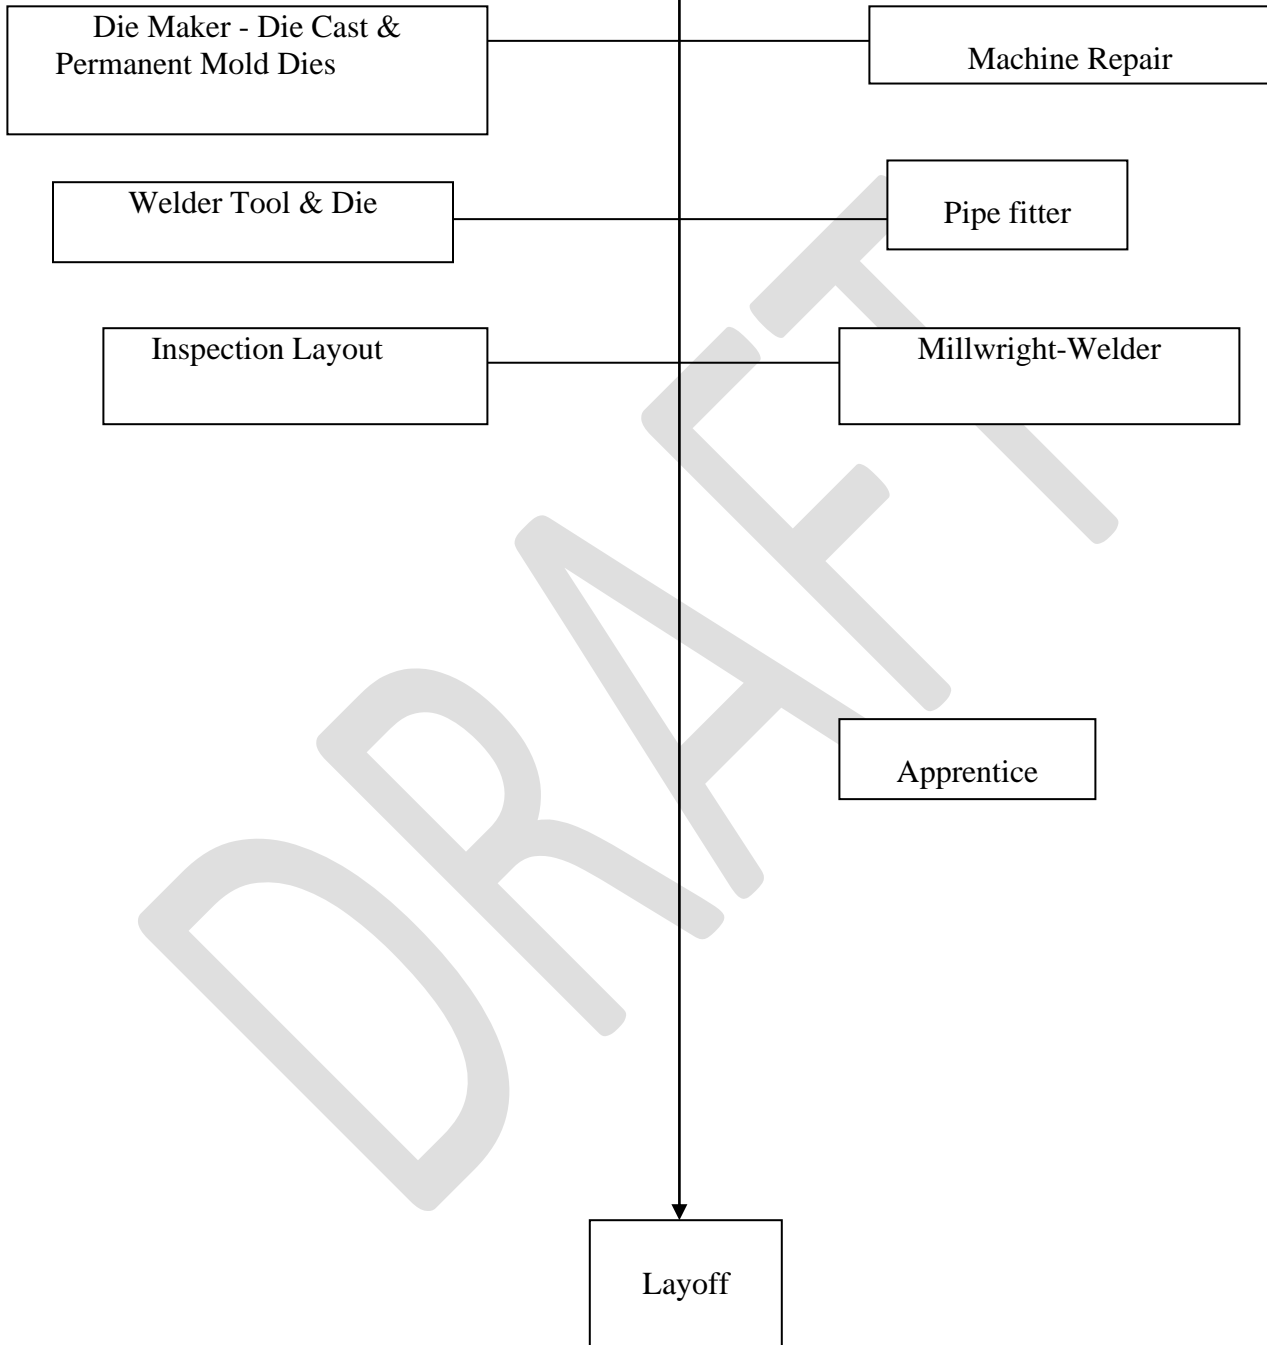 Die Maker - Die Cast &
Permanent Mold Dies
Machine Repair
Welder Tool & Die
Pipe fitter
Inspection Layout
Millwright-Welder
Apprentice
Layoff
DRAFT